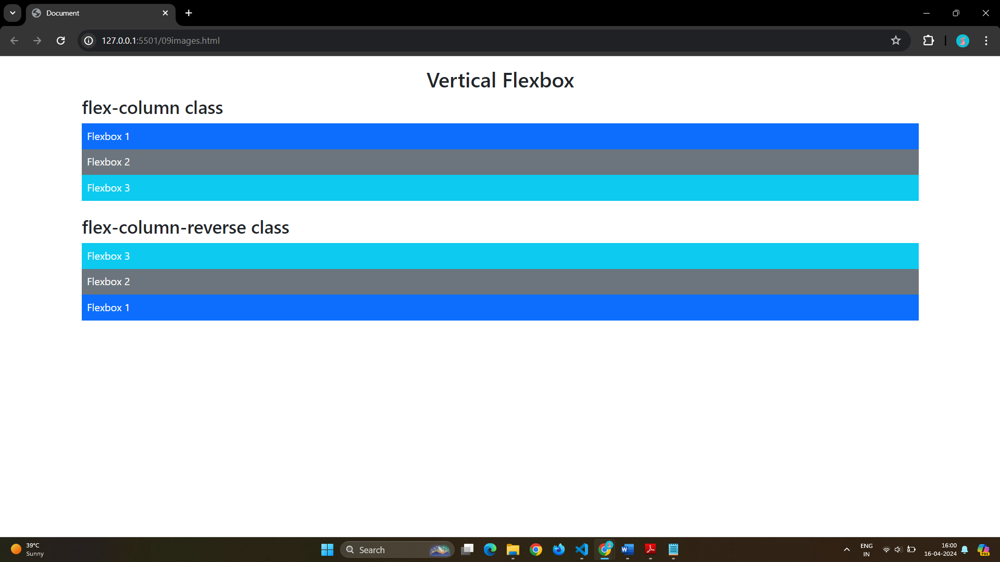 Document
127.0.0.1:5501/09images.html
Vertical Flexbox
flex-column class
Flexbox 1
Flexbox 2
Flexbox 3
flex-column-reverse class
Flexbox 3
Flexbox 2
Flexbox 1
39°C
Sunny
Search
ENG
IN
16:00
16-04-2024
PRE